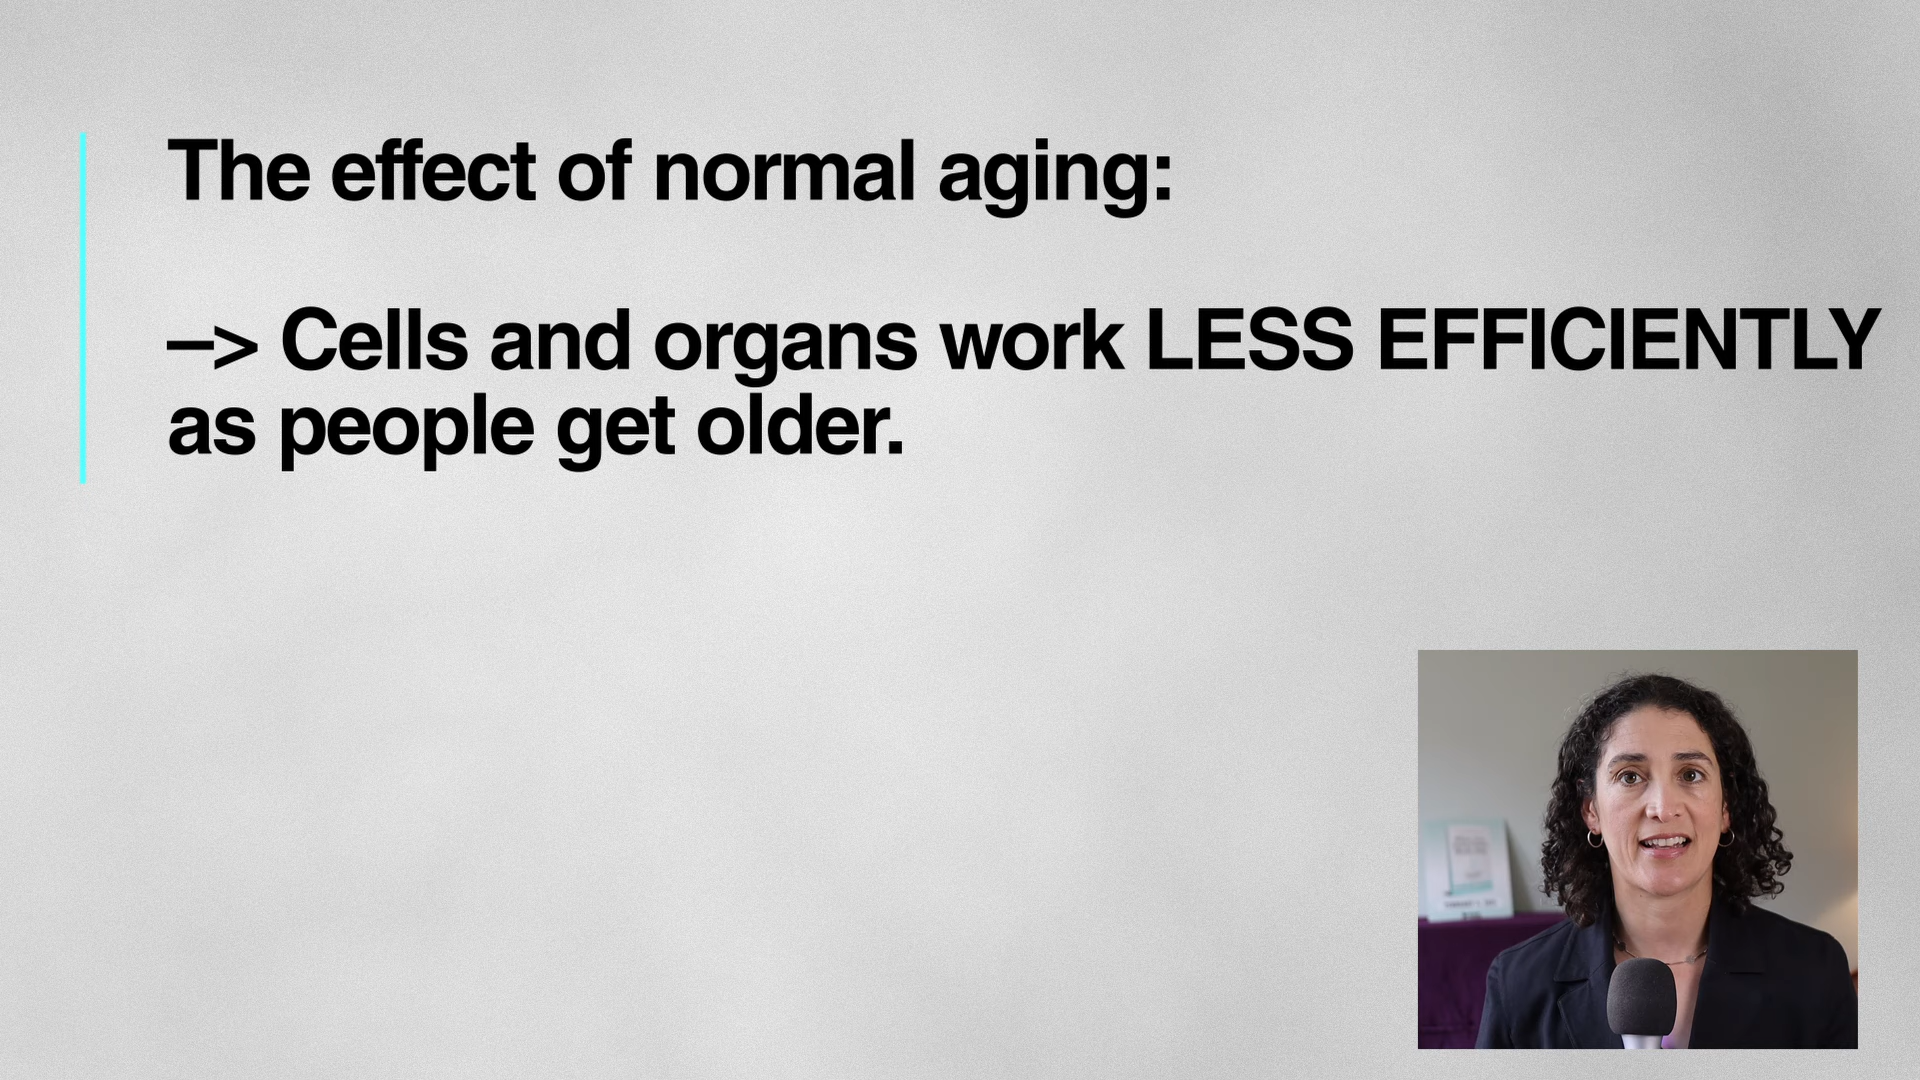 The effect of normal aging:
–> Cells and organs work LESS EFFICIENTLY
as people get older.